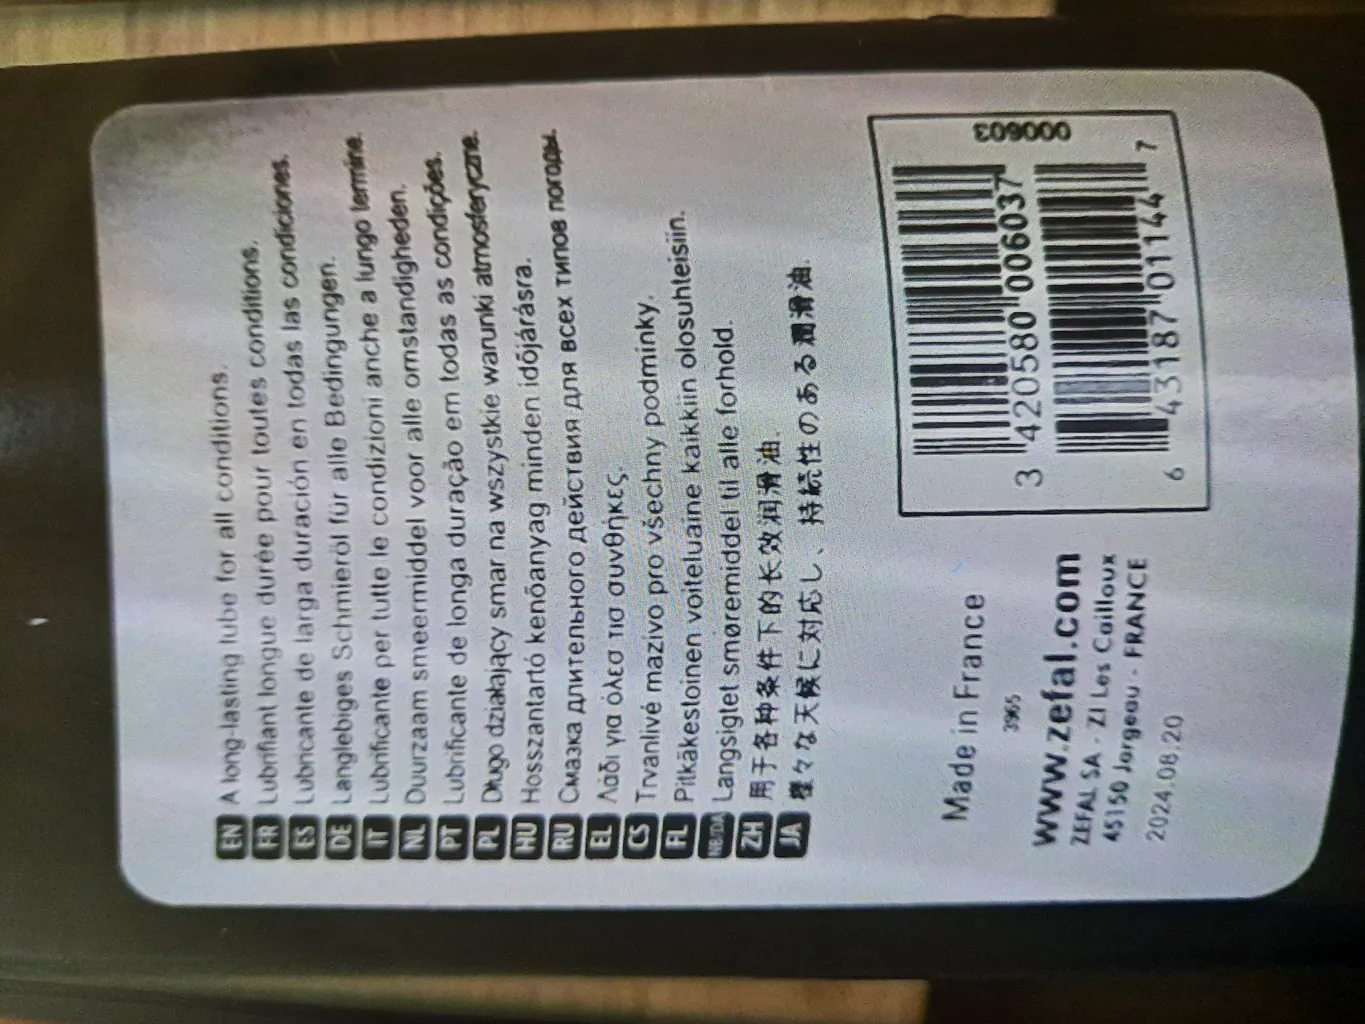 EN A long-lasting lube for all conditions.
FR Lubrifiant longue durée pour toutes conditions.
ES Lubricante de larga duración en todas las condiciones.
DE Langlebiges Schmieröl für alle Bedingungen.
IT Lubrificante per tutte le condizioni anche a lungo termine.
NL Duurzaam smeermiddel voor alle omstandigheden.
PT Lubrificante de longa duração em todas as condições.
PL Długo działający smar na wszystkie warunki atmosferyczne.
HU Hosszantartó kenőanyag minden időjárásra.
RU Смазка длительного действия для всех типов погоды.
EL Λάδι για όλεσ τισ συνθήκες.
CS Trvanlivé mazivo pro všechny podmínky.
FL Pitkäkestoinen voiteluaine kaikkiin olosuhteisiin.
NB/DA Langsigtet smøremiddel til alle forhold.
ZH 用于各种条件下的长效润滑油.
JA 種々な天候に対応し、持続性のある潤滑油.
Made in France
3965
www.zefal.com
ZEFAL SA - ZI Les Cailloux
45150 Jargeau - FRANCE
2024.08.20
000603
3 420580 006037
6 43187 01144 7